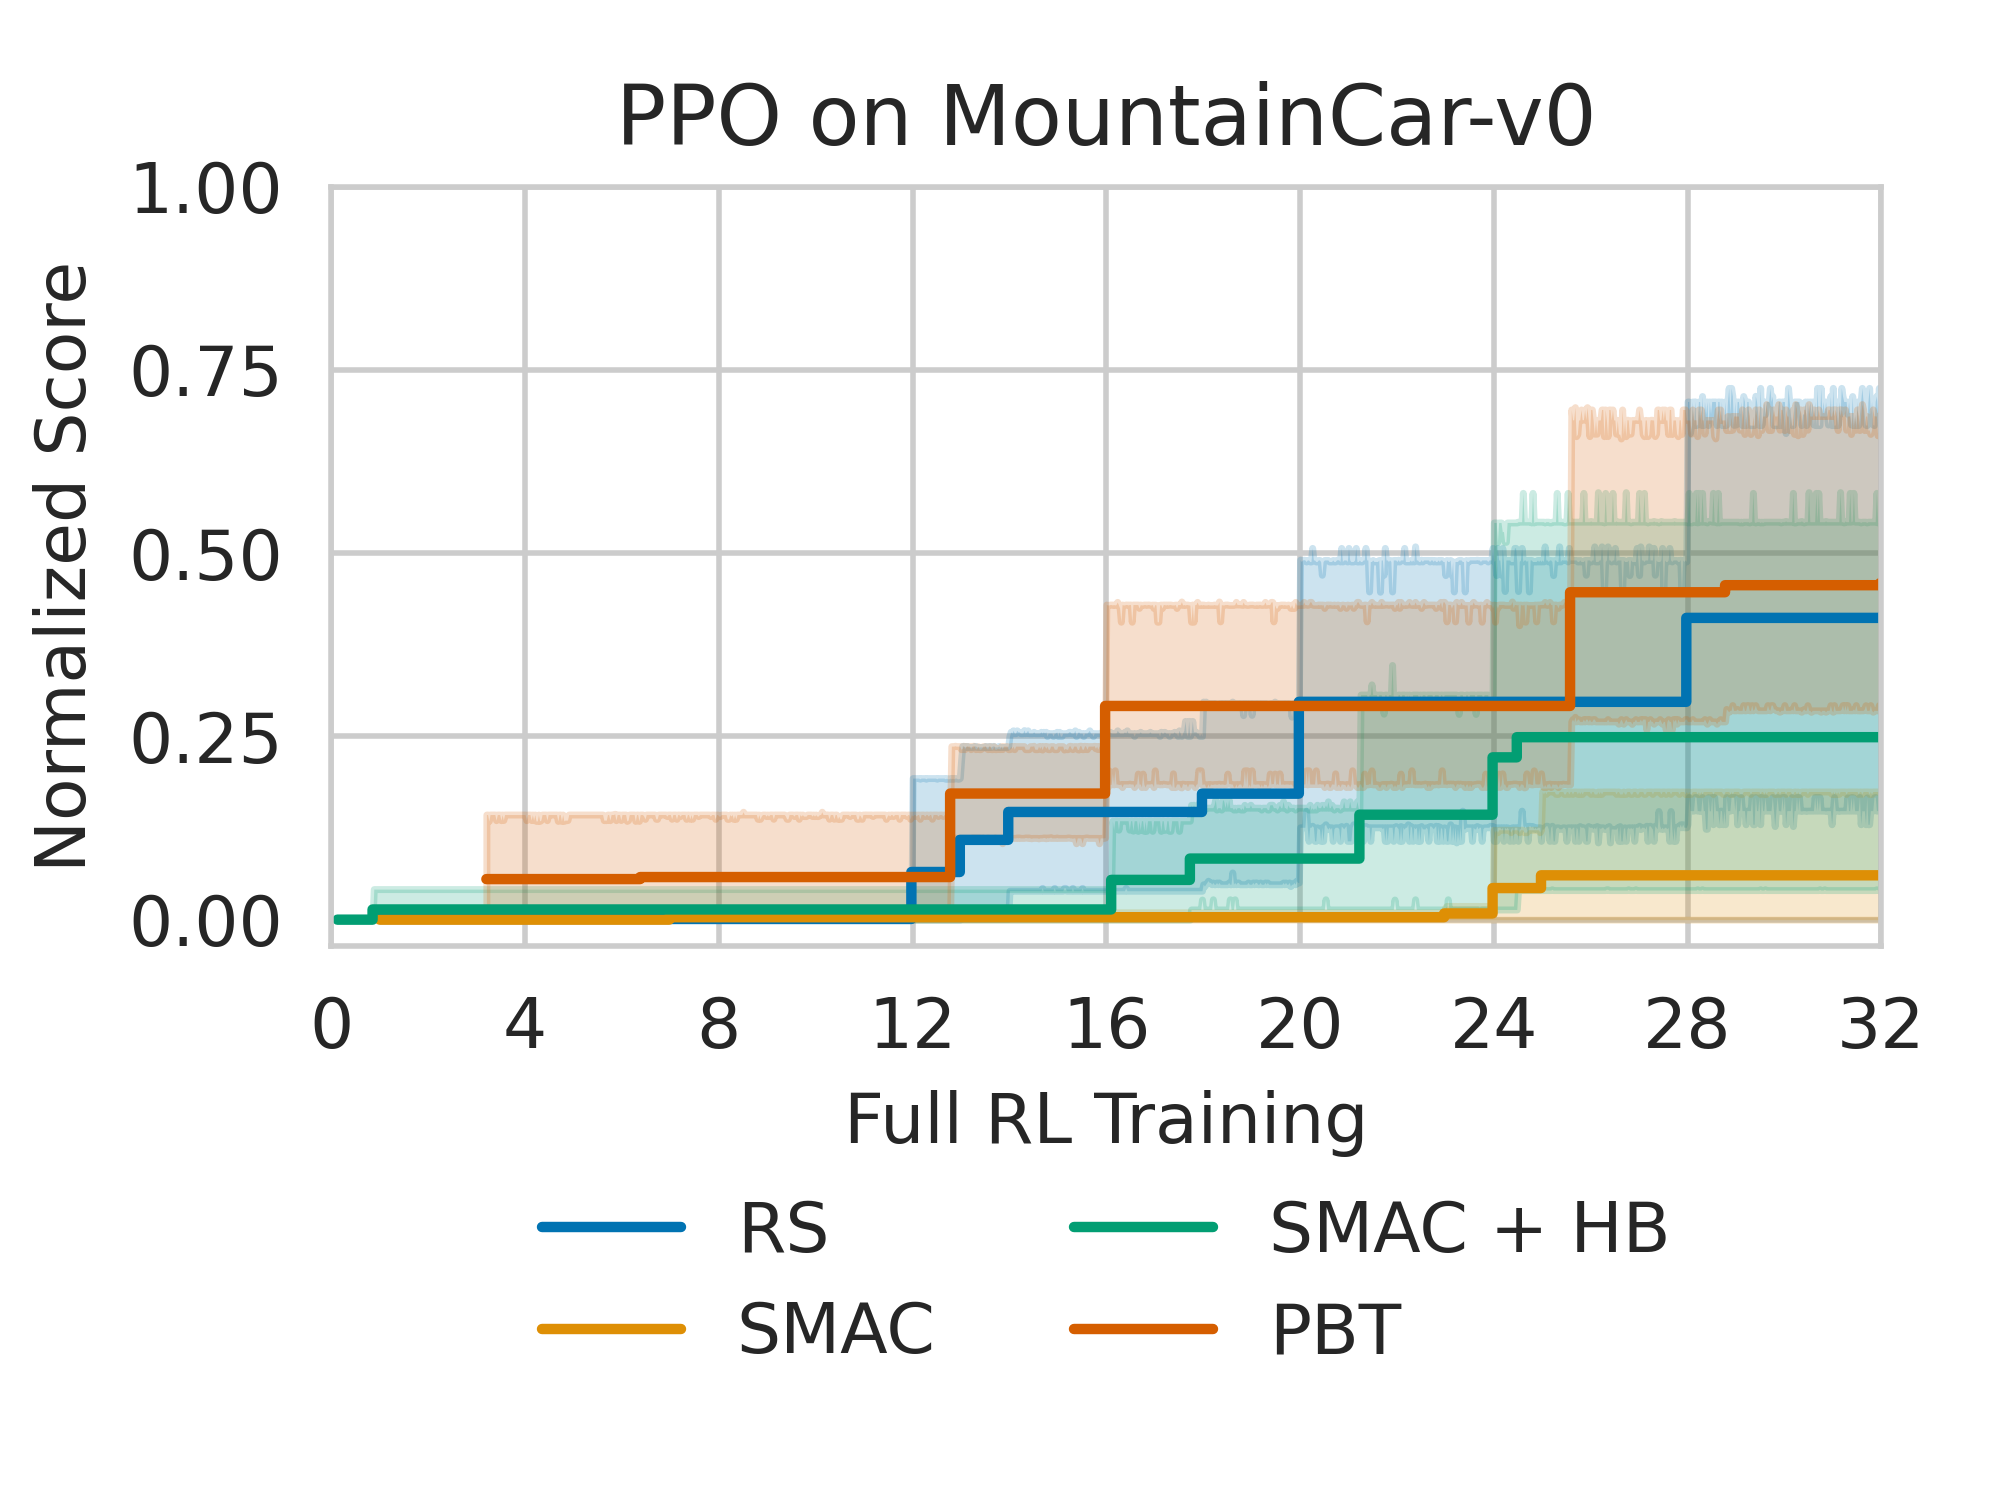 PPO on MountainCar-v0
Normalized Score
1.00
0.75
0.50
0.25
0.00
0 4 8 12 16 20 24 28 32
Full RL Training
RS SMAC + HB
SMAC PBT